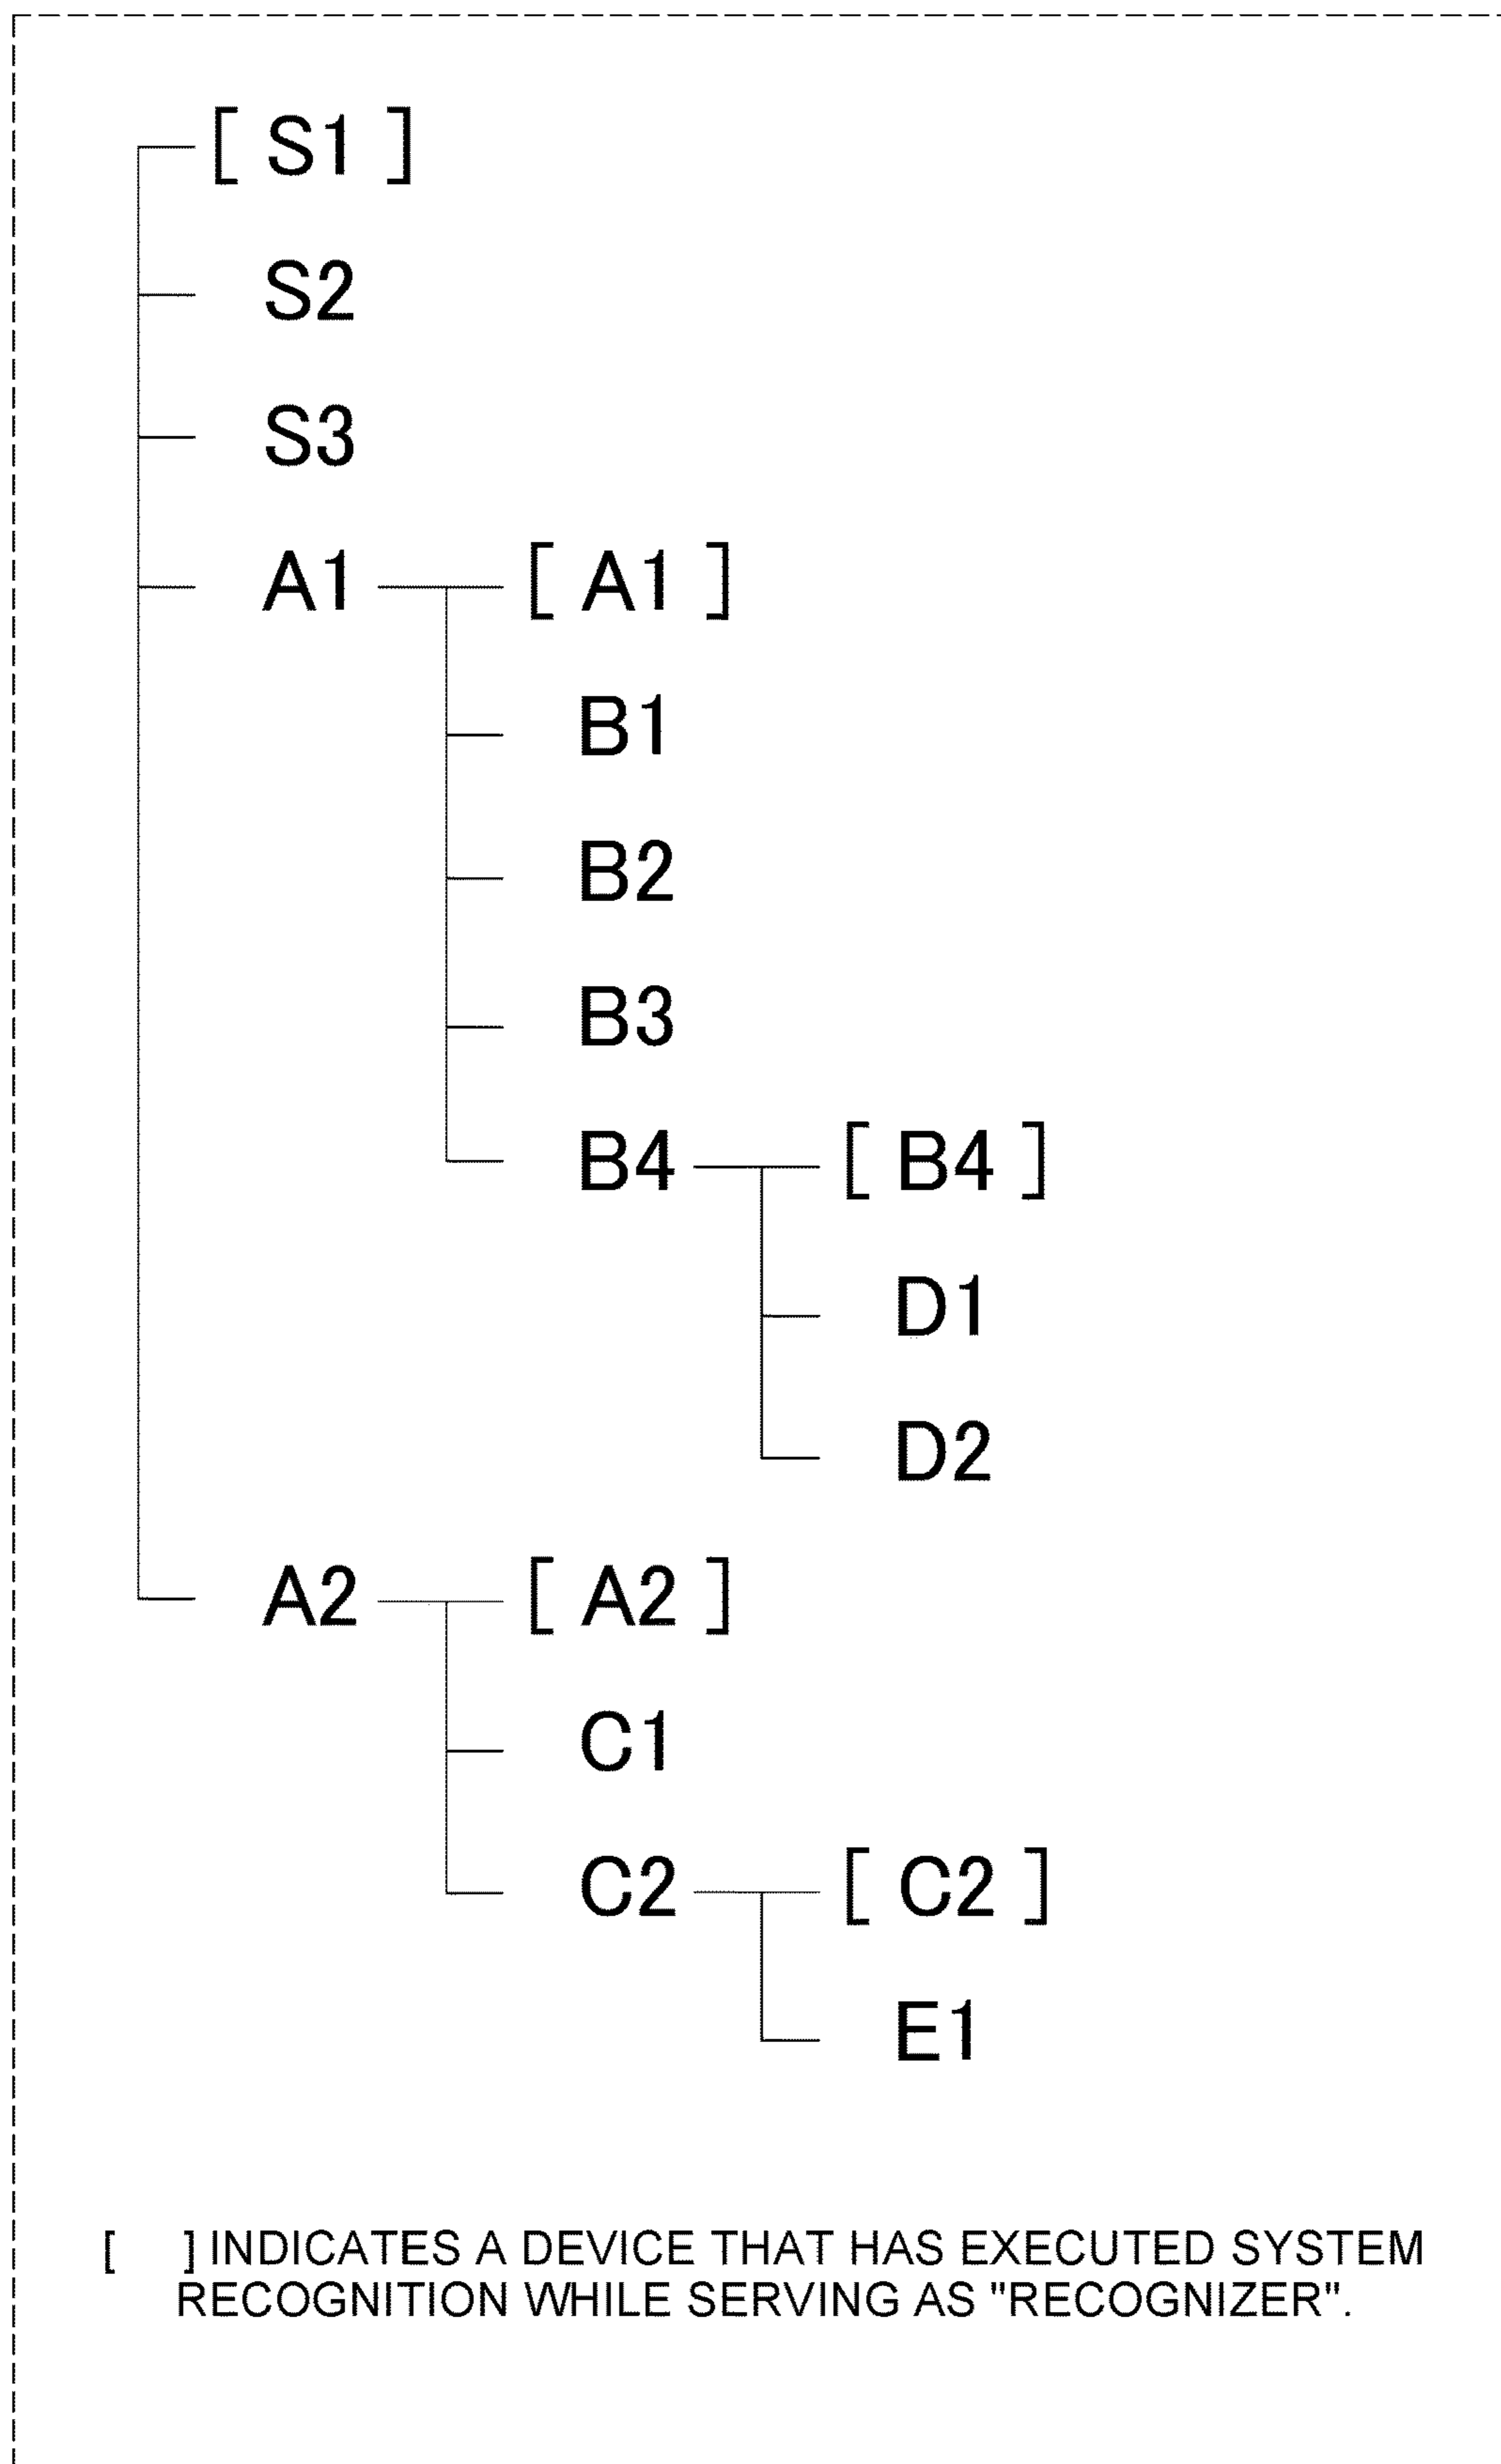 [ S1 ]
S2
S3
A1 [ A1 ]
B1
B2
B3
B4 [ B4 ]
D1
D2
A2 [ A2 ]
C1
C2 [ C2 ]
E1
[ ] INDICATES A DEVICE THAT HAS EXECUTED SYSTEM
RECOGNITION WHILE SERVING AS "RECOGNIZER".